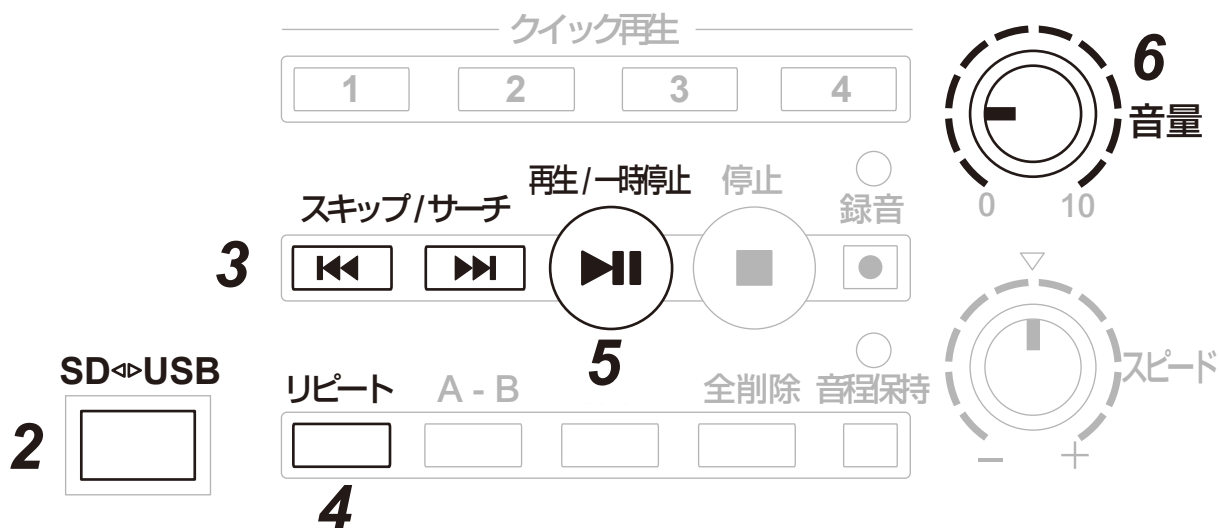 クイック再生
1 2 3 4
6
音量
0 10
スキップ/サーチ
再生/一時停止
停止
録音
3
5
SD⊲⊳USB
2
リピート
A - B
全削除
音程保持
4
スピード
− +